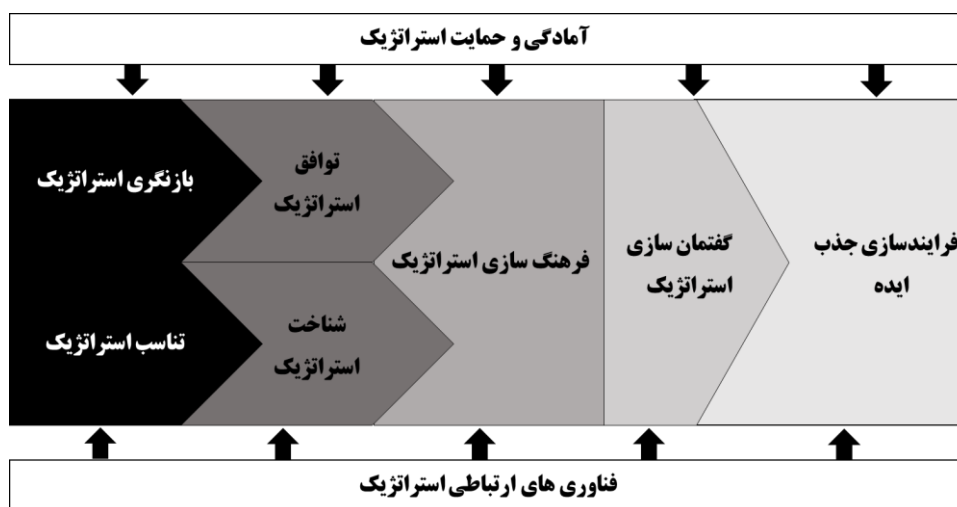 آمادگی و حمایت استراتژیک
بازنگری استراتژیک
تناسب استراتژیک
توافق
استراتژیک
شناخت
استراتژیک
فرهنگ سازی استراتژیک
گفتمان سازی
استراتژیک
فرایندسازی جذب
ایده
فناوری های ارتباطی استراتژیک